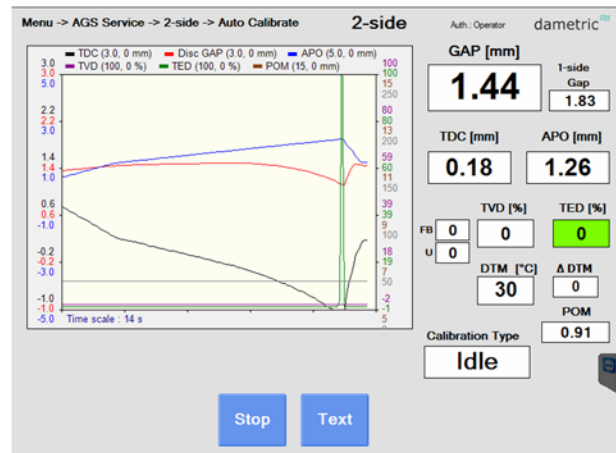 Menu -> AGS Service -> 2-side -> Auto Calibrate
2-side
Auth.: Operator
dametric
TDC (3.0, 0 mm) Disc GAP (3.0, 0 mm) APO (5.0, 0 mm)
TVD (100, 0 %) TED (100, 0 %) POM (15, 0 mm)
3.0
3.0
5.0
2.2
2.2
3.0
1.4
1.4
1.0
0.6
0.6
-1.0
-0.2
-0.2
-3.0
-1.0
-1.0
-5.0
Time scale : 14 s
100
100
15
250
80
80
13
200
59
60
11
150
39
39
9
100
18
19
7
50
-2
-1
5
GAP [mm]
1.44
1-side
Gap
1.83
TDC [mm]
0.18
APO [mm]
1.26
TVD [%]
TED [%]
FB 0
U 0
0
0
DTM [°C]
30
Δ DTM
0
POM
0.91
Calibration Type
Idle
Stop
Text